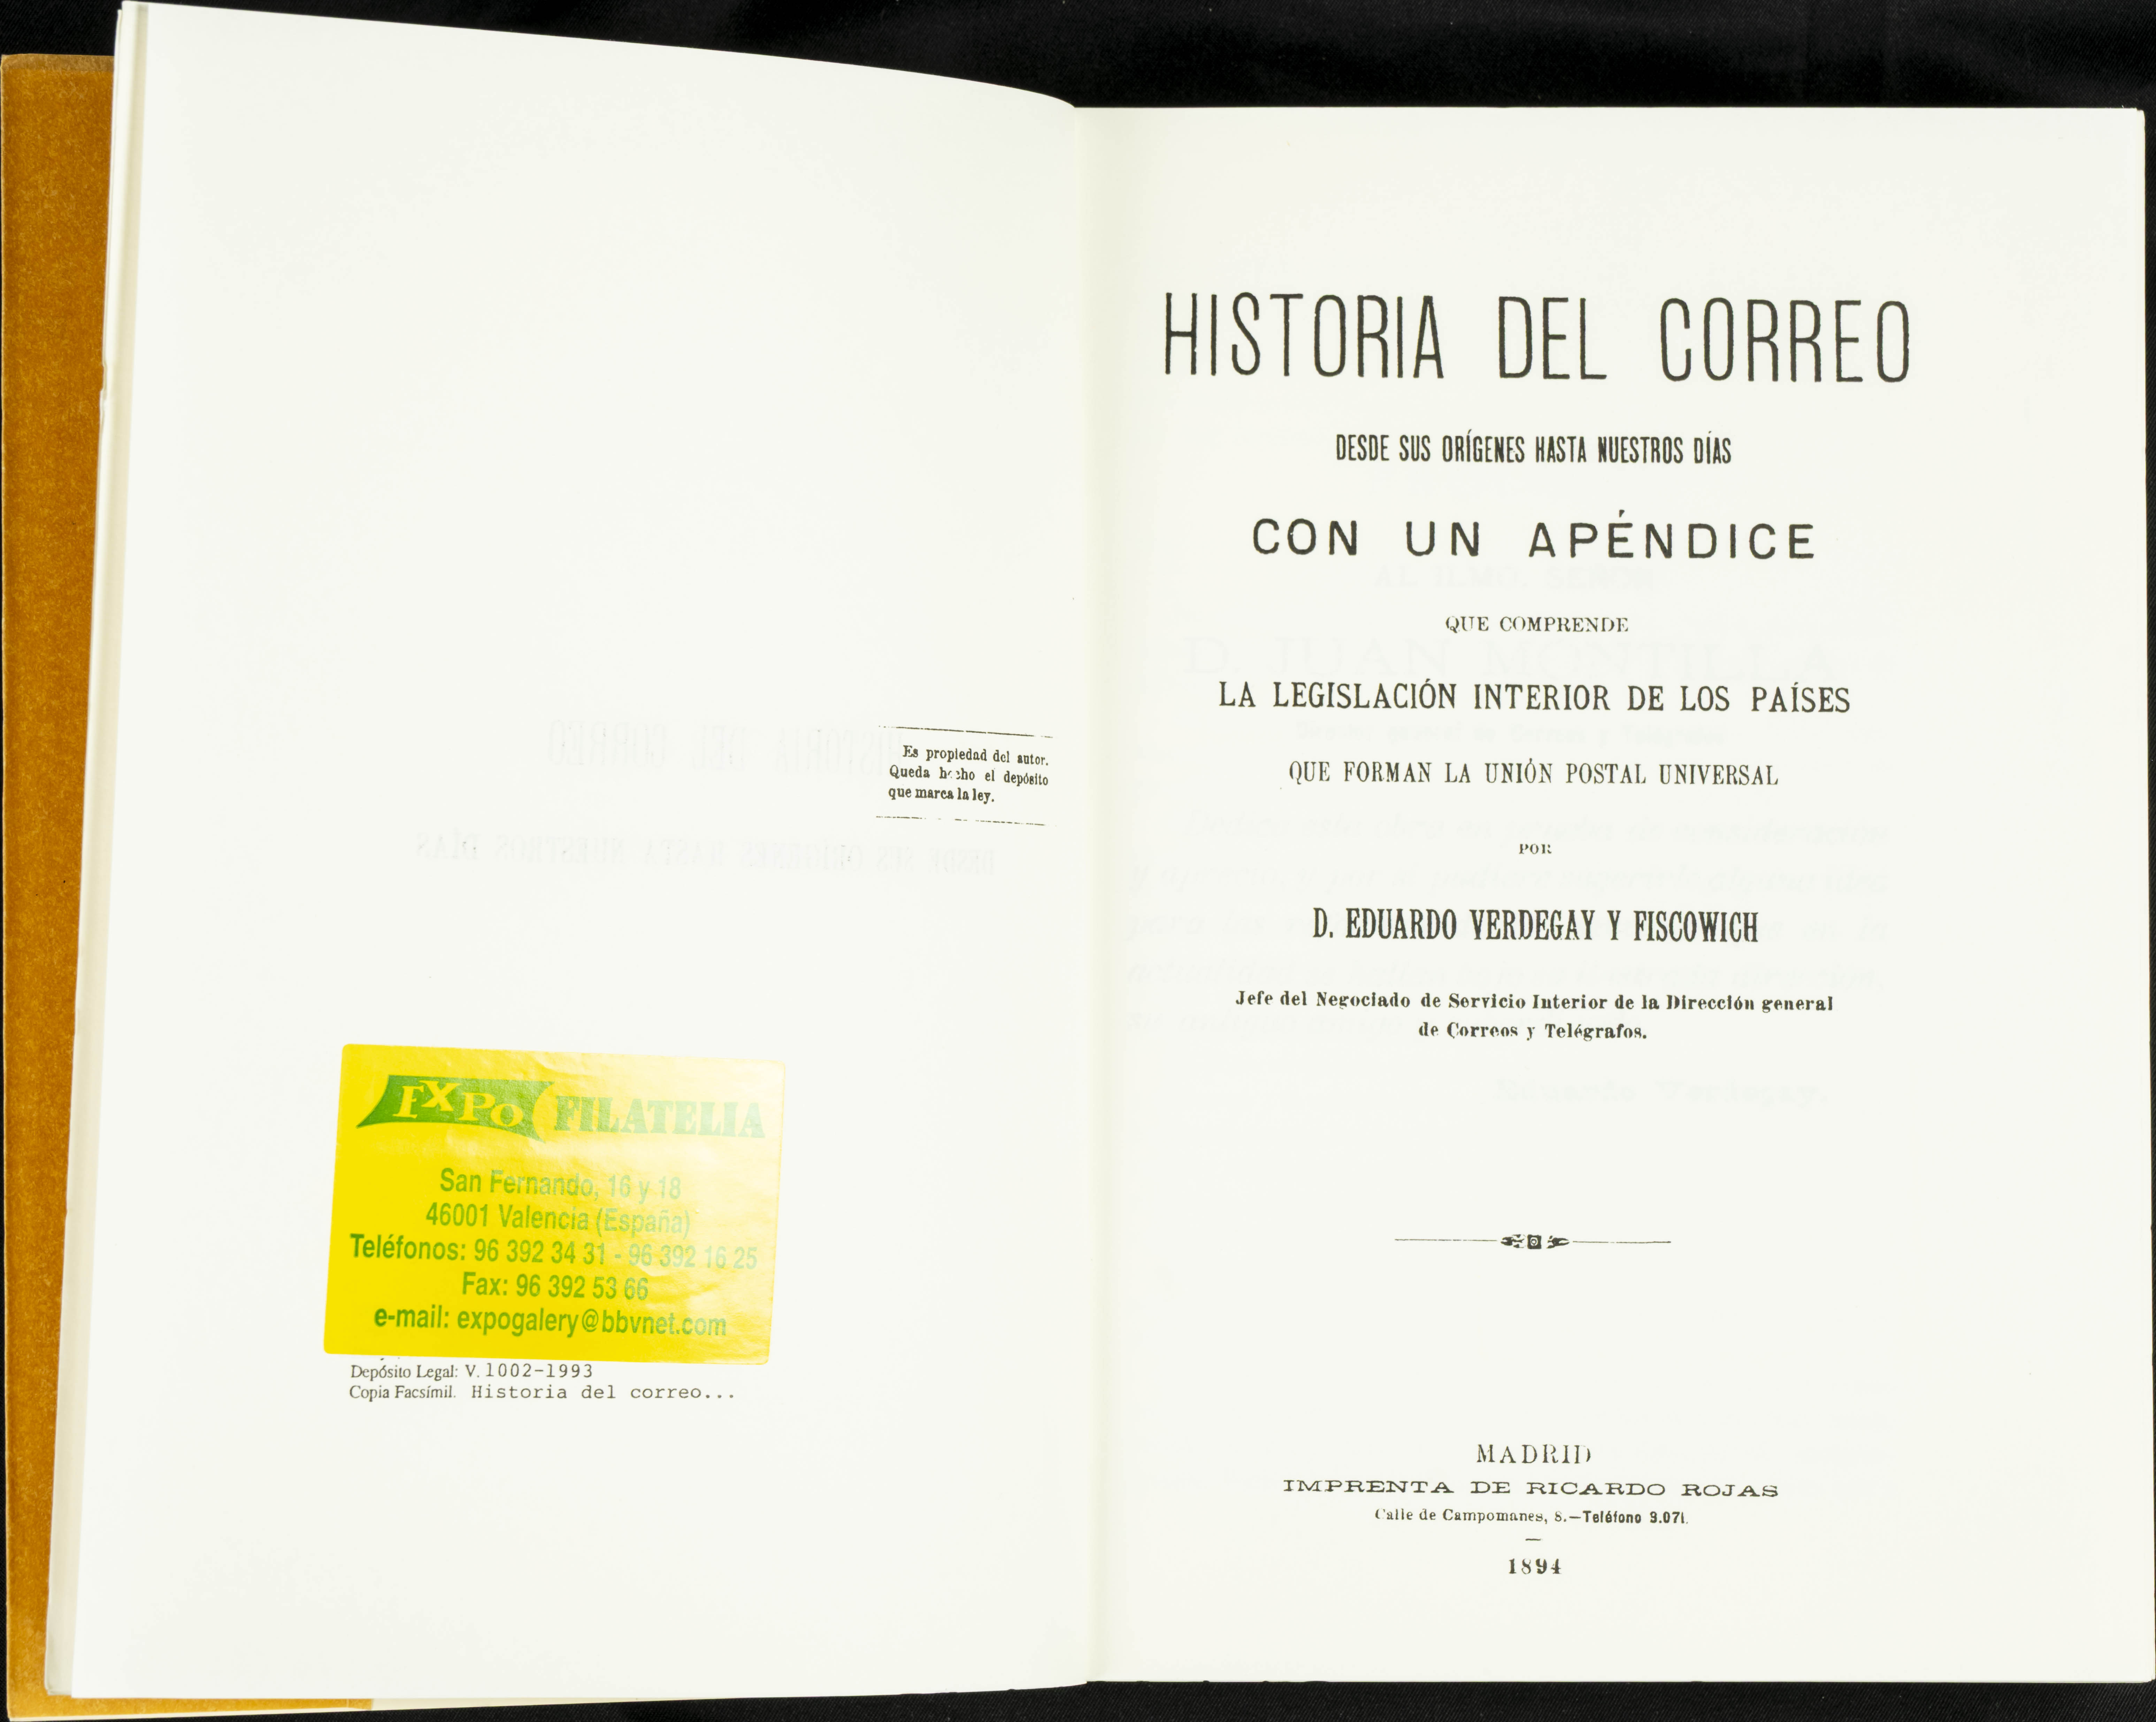 Es propiedad del autor.
Queda hecho el depósito
que marca la ley.
EXPO FILATELIA
San Fernando, 16 y 18
46001 Valencia (España)
Teléfonos: 96 392 34 31 - 96 392 16 25
Fax: 96 392 53 66
e-mail: expogalery@bbvnet.com
Depósito Legal: V. 1002-1993
Copia Facsímil. Historia del correo...
HISTORIA DEL CORREO
DESDE SUS ORÍGENES HASTA NUESTROS DÍAS
CON UN APÉNDICE
QUE COMPRENDE
LA LEGISLACIÓN INTERIOR DE LOS PAÍSES
QUE FORMAN LA UNIÓN POSTAL UNIVERSAL
POR
D. EDUARDO VERDEGAY Y FISCOWICH
Jefe del Negociado de Servicio Interior de la Dirección general
de Correos y Telégrafos.
MADRID
IMPRENTA DE RICARDO ROJAS
Calle de Campomanes, 8.—Teléfono 3.071.
1894